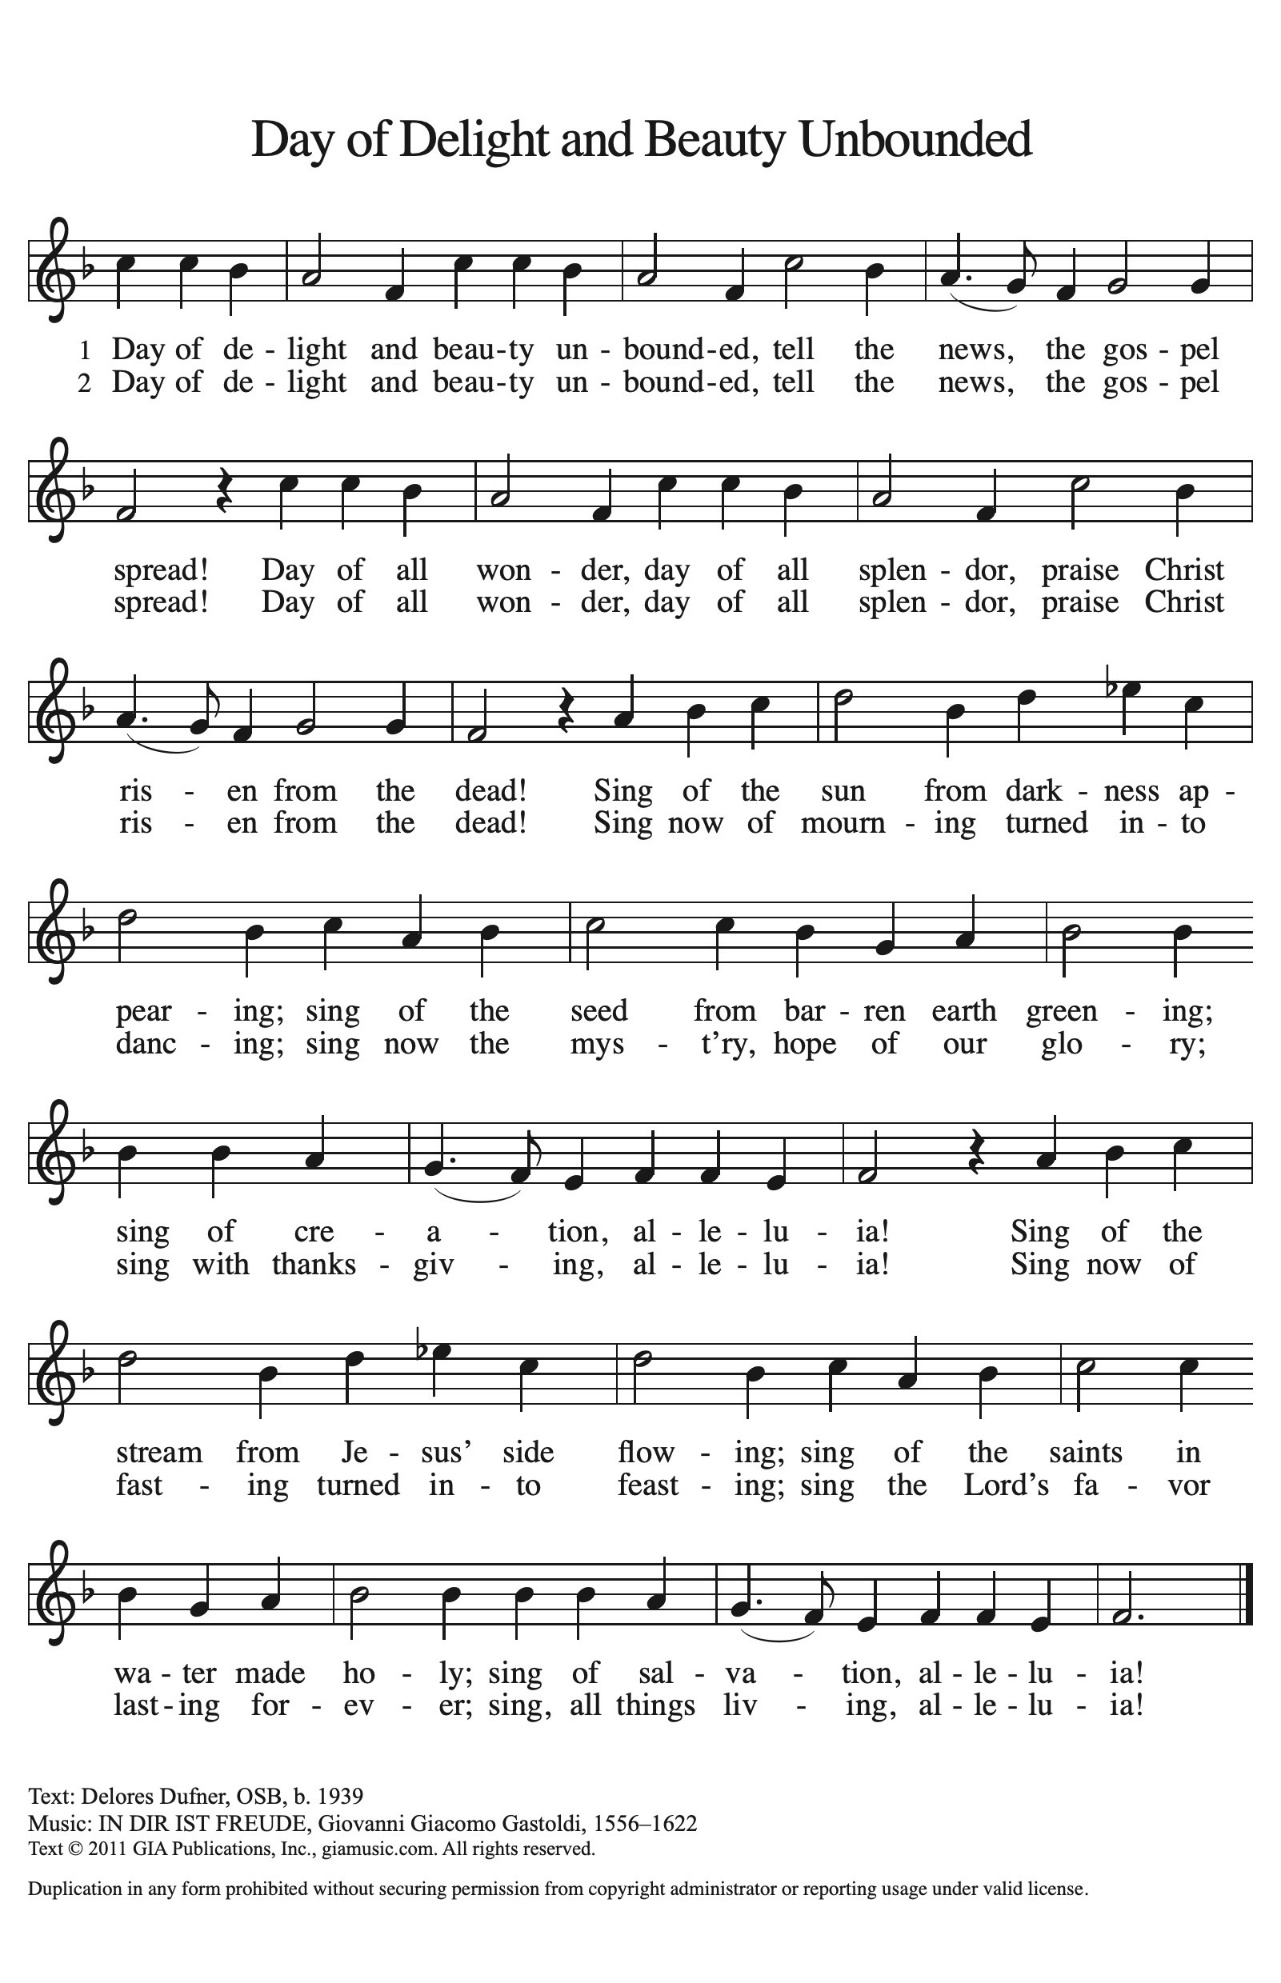 Day of Delight and Beauty Unbounded
1 Day of de - light and beau-ty un - bound-ed, tell the news, the gos - pel
2 Day of de - light and beau-ty un - bound-ed, tell the news, the gos - pel
spread! Day of all won - der, day of all splen - dor, praise Christ
spread! Day of all won - der, day of all splen - dor, praise Christ
ris - en from the dead! Sing of the sun from dark - ness ap -
ris - en from the dead! Sing now of mourn - ing turned in - to
pear - ing; sing of the seed from bar - ren earth green - ing;
danc - ing; sing now the mys - t’ry, hope of our glo - ry;
sing of cre - a - tion, al - le - lu - ia! Sing of the
sing with thanks - giv - ing, al - le - lu - ia! Sing now of
stream from Je - sus’ side flow - ing; sing of the saints in
fast - ing turned in - to feast - ing; sing the Lord’s fa - vor
wa - ter made ho - ly; sing of sal - va - tion, al - le - lu - ia!
last - ing for - ev - er; sing, all things liv - ing, al - le - lu - ia!
Text: Delores Dufner, OSB, b. 1939
Music: IN DIR IST FREUDE, Giovanni Giacomo Gastoldi, 1556–1622
Text © 2011 GIA Publications, Inc., giamusic.com. All rights reserved.
Duplication in any form prohibited without securing permission from copyright administrator or reporting usage under valid license.